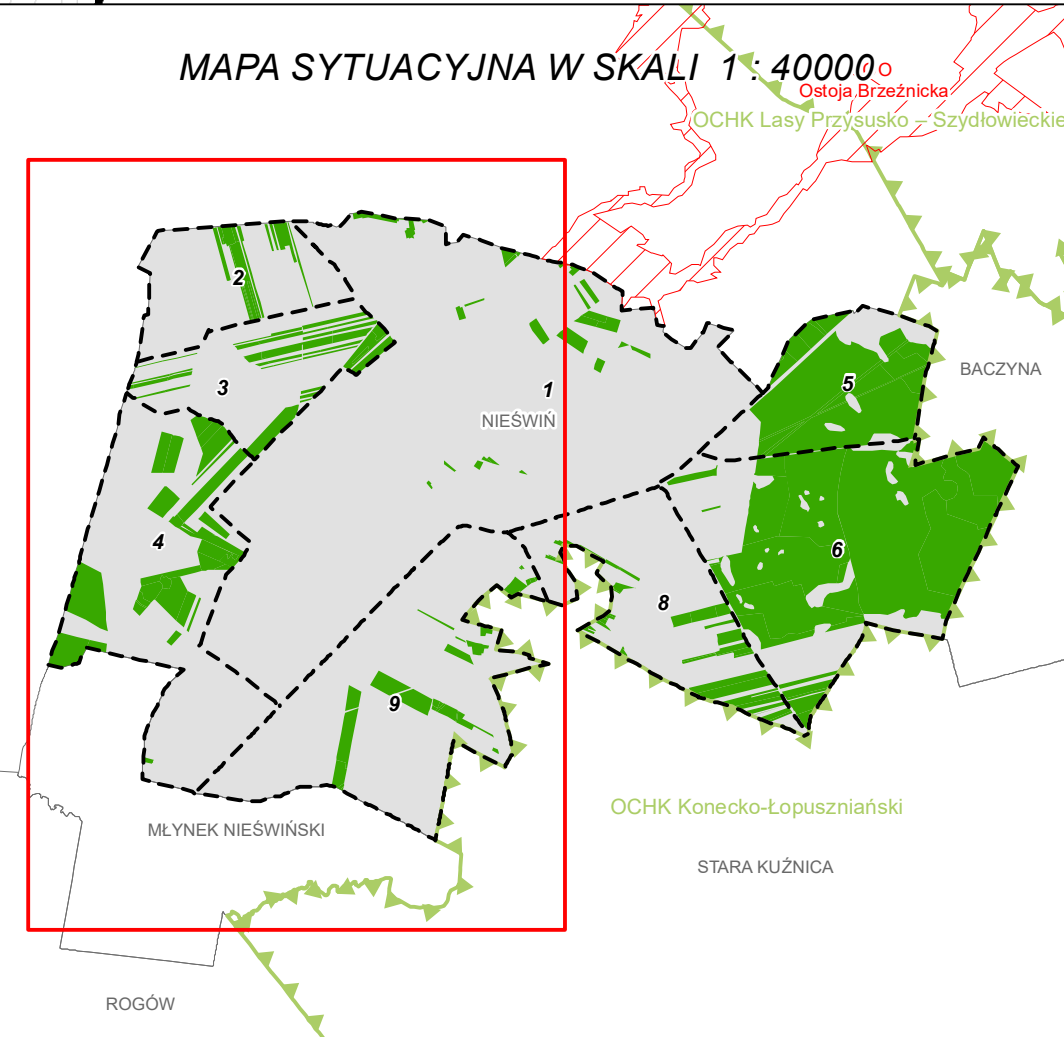 MAPA SYTUACYJNA W SKALI 1 : 40000
O
Ostoja Brzeźnicka
OCHK Lasy Przysusko – Szydłowieckie
2
3
1
NIEŚWIŃ
5
BACZYNA
4
6
8
9
OCHK Konecko-Łopuszniański
MŁYNEK NIEŚWIŃSKI
STARA KUŹNICA
ROGÓW